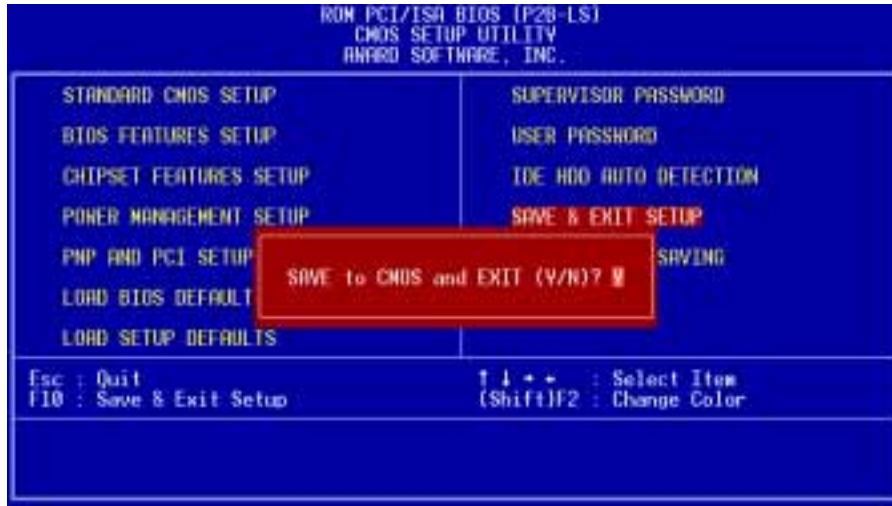 ROM PCI/ISA BIOS (P2B-LS)
CMOS SETUP UTILITY
AWARD SOFTWARE, INC.
STANDARD CMOS SETUP
BIOS FEATURES SETUP
CHIPSET FEATURES SETUP
POWER MANAGEMENT SETUP
PNP AND PCI SETUP
LOAD BIOS DEFAULT
LOAD SETUP DEFAULTS
SUPERVISOR PASSWORD
USER PASSWORD
IDE HDD AUTO DETECTION
SAVE & EXIT SETUP
SAVING
SAVE to CMOS and EXIT (Y/N)? Y
Esc : Quit
F10 : Save & Exit Setup
↑ ↓ → ← : Select Item
(Shift)F2 : Change Color